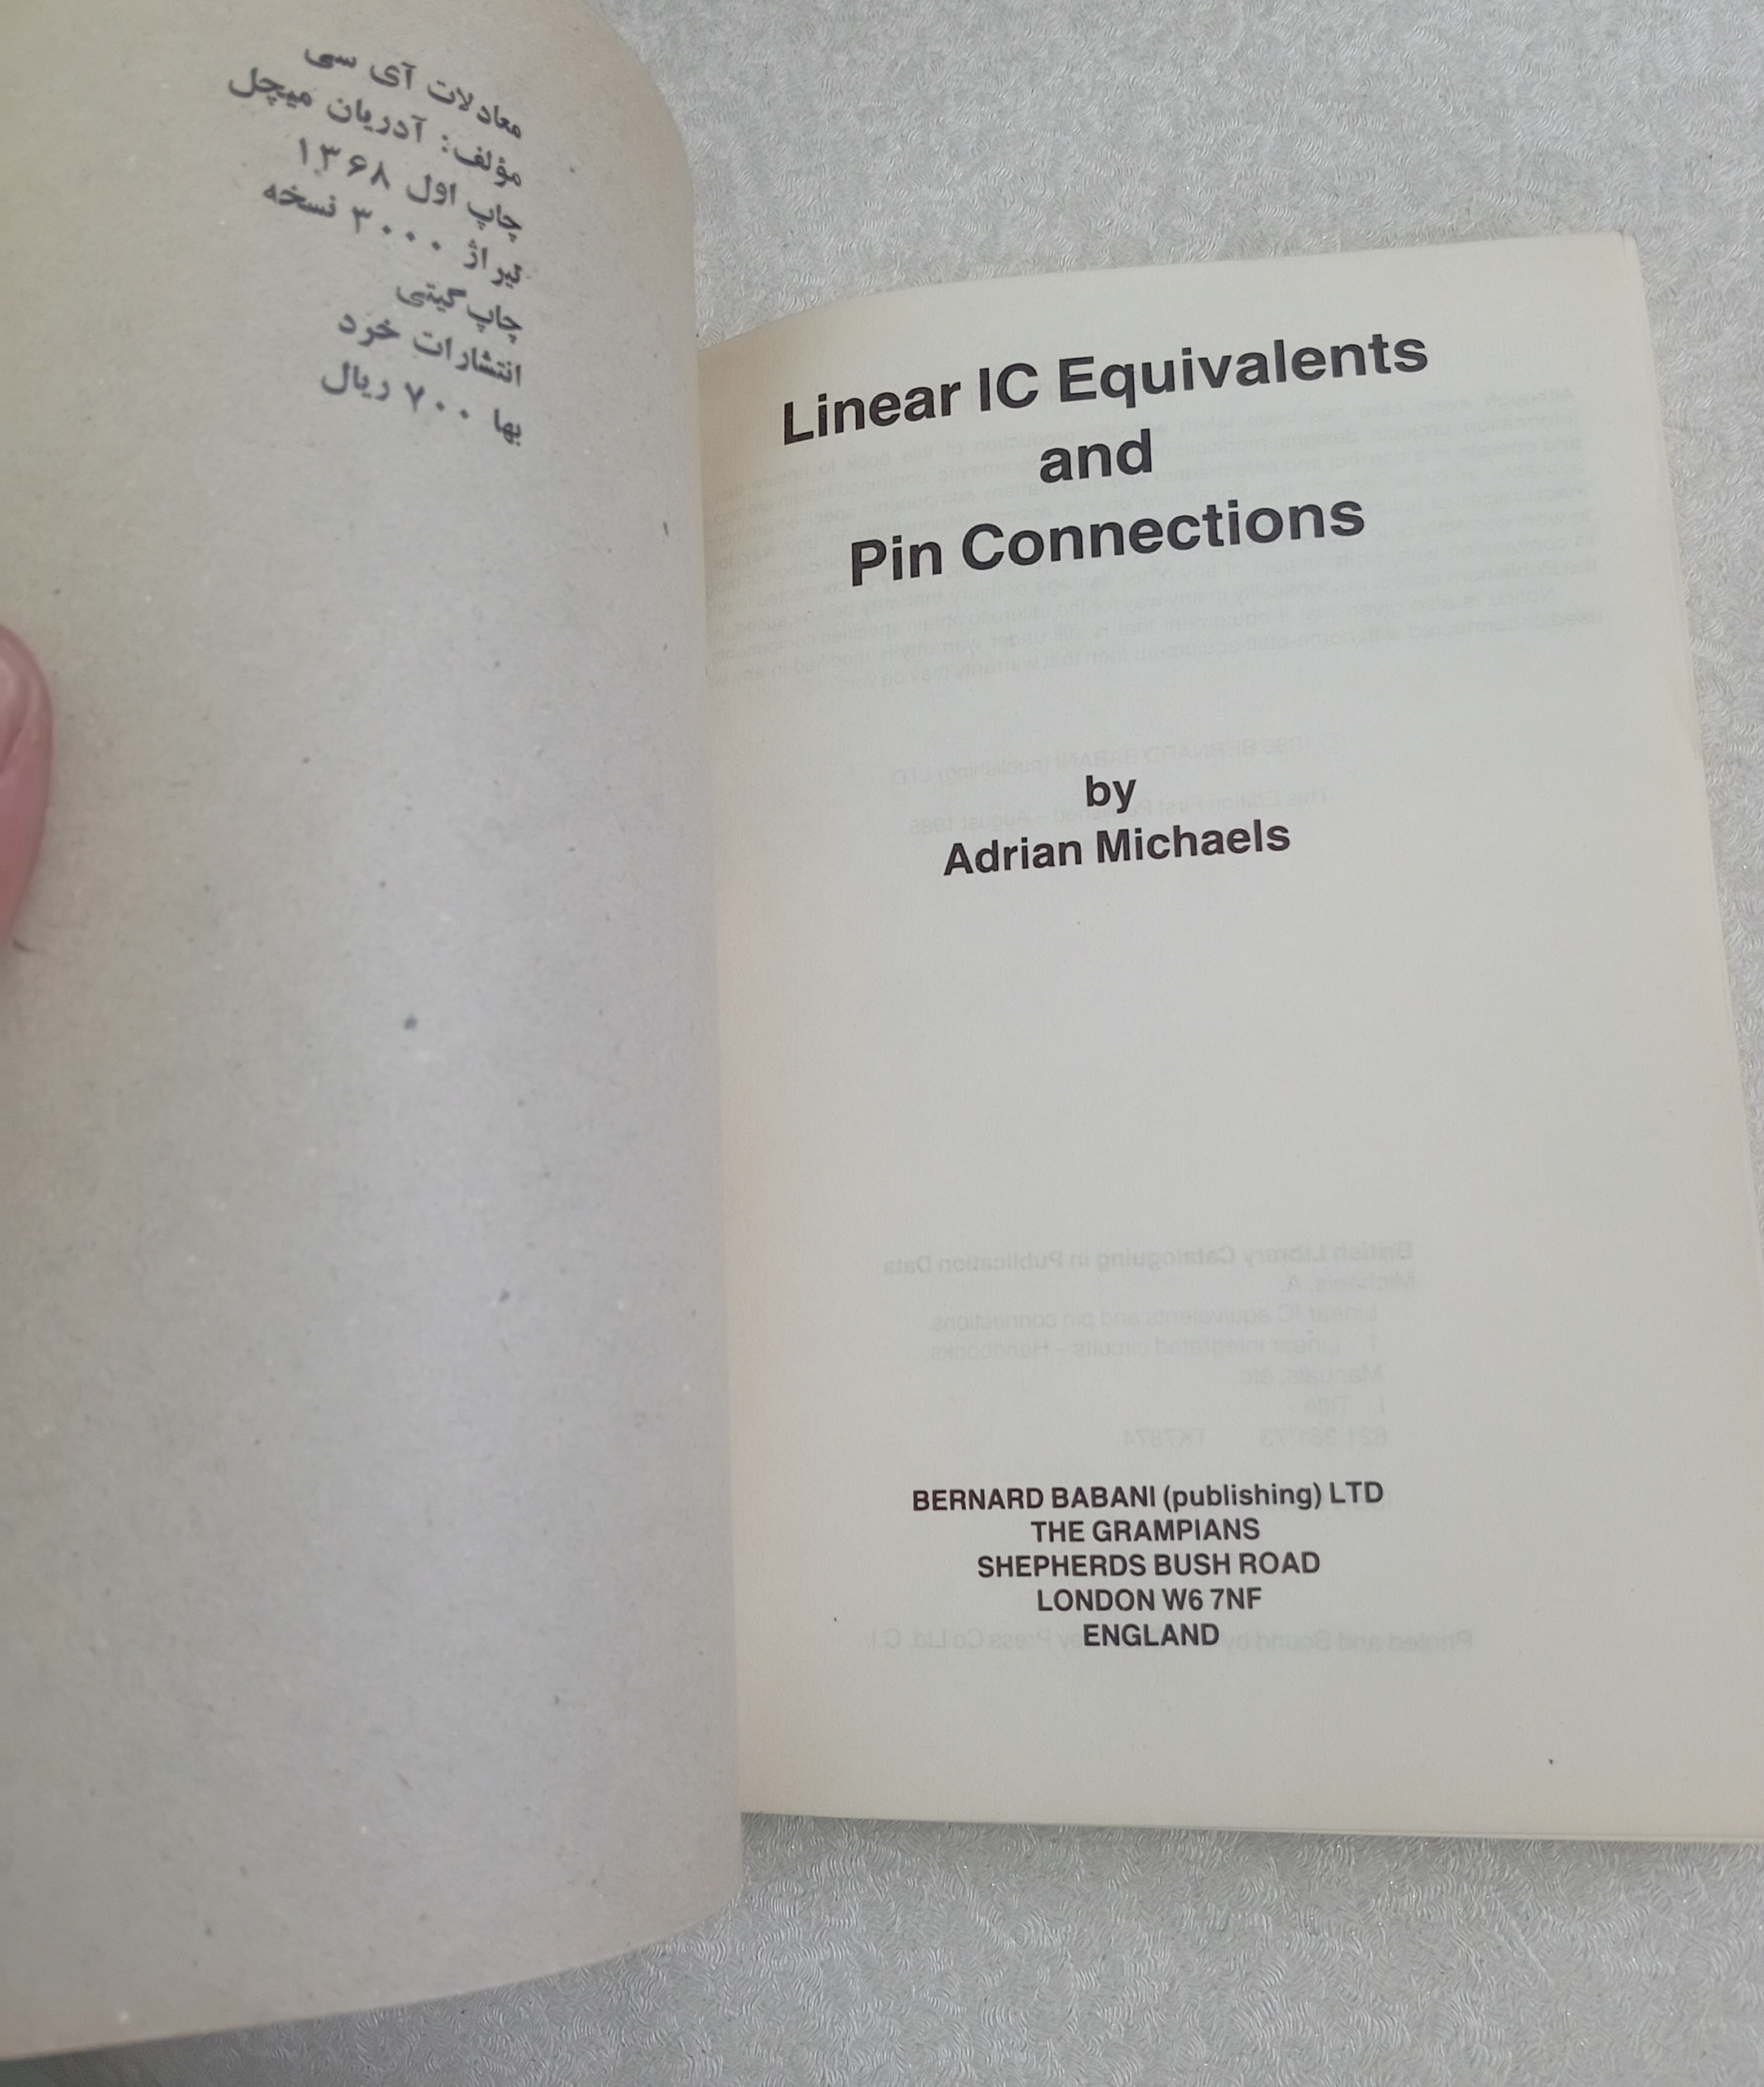 معادلات آی سی
مؤلف: آدریان میچل
چاپ اول ۱۳۶۸
تیراژ ۳۰۰۰ نسخه
چاپ گیتی
انتشارات خرد
بها ۷۰۰ ریال
Linear IC Equivalents
and
Pin Connections
by
Adrian Michaels
BERNARD BABANI (publishing) LTD
THE GRAMPIANS
SHEPHERDS BUSH ROAD
LONDON W6 7NF
ENGLAND